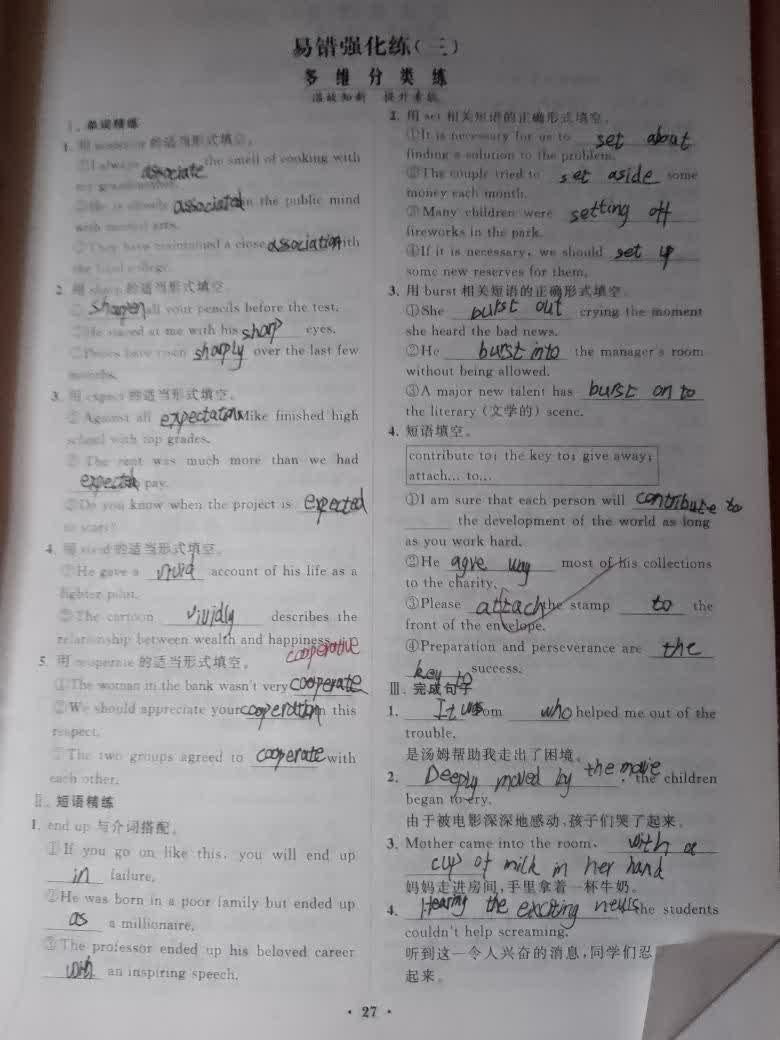 易错强化练(三)
多维分类练
温故知新 提升素能
Ⅰ. 单词精练
1. 用 associate 的适当形式填空。
①I always associate the smell of cooking with
my
②He is closely associated in the public mind
with martial arts.
③They have maintained a close association with
the local college.
2. 用 sharp 的适当形式填空。
① sharpen all your pencils before the test.
②He stared at me with his sharp eyes.
③Prices have risen sharply over the last few
months.
3. 用 expect 的适当形式填空。
① Against all expectations Mike finished high
school with top grades.
② The rent was much more than we had
expected to pay.
③Do you know when the project is expected
to start?
4. 用 vivid 的适当形式填空。
①He gave a vivid account of his life as a
fighter pilot.
②The cartoon vividly describes the
relationship between wealth and happiness.
5. 用 cooperate 的适当形式填空。
cooperative
①The woman in the bank wasn't very cooperate
②We should appreciate your cooperation in this
respect.
③The two groups agreed to cooperate with
each other.
Ⅱ. 短语精练
1. end up 与介词搭配。
①If you go on like this, you will end up
in failure.
②He was born in a poor family but ended up
as a millionaire.
③The professor ended up his beloved career
with an inspiring speech.
2. 用 set 相关短语的正确形式填空。
①It is necessary for us to set about
finding a solution to the problem.
②The couple tried to set aside some
money each month.
③Many children were setting off
fireworks in the park.
④If it is necessary, we should set up
some new reserves for them.
3. 用 burst 相关短语的正确形式填空。
①She burst out crying the moment
she heard the bad news.
②He burst into the manager's room
without being allowed.
③A major new talent has burst on to
the literary (文学的) scene.
4. 短语填空。
contribute to; the key to; give away;
attach... to...
①I am sure that each person will contribute to
the development of the world as long
as you work hard.
②He agve way most of his collections
to the charity.
③Please attach the stamp to the
front of the envelope.
④Preparation and perseverance are the
key to success.
Ⅲ. 完成句子
1. It was Tom who helped me out of the
trouble.
是汤姆帮助我走出了困境。
2. Deeply moved by the movie, the children
began to cry.
由于被电影深深地感动,孩子们哭了起来。
3. Mother came into the room, with a
cup of milk in her hand
妈妈走进房间,手里拿着一杯牛奶。
4. Hearing the exciting news the students
couldn't help screaming.
听到这一令人兴奋的消息,同学们忍
起来。
· 27 ·